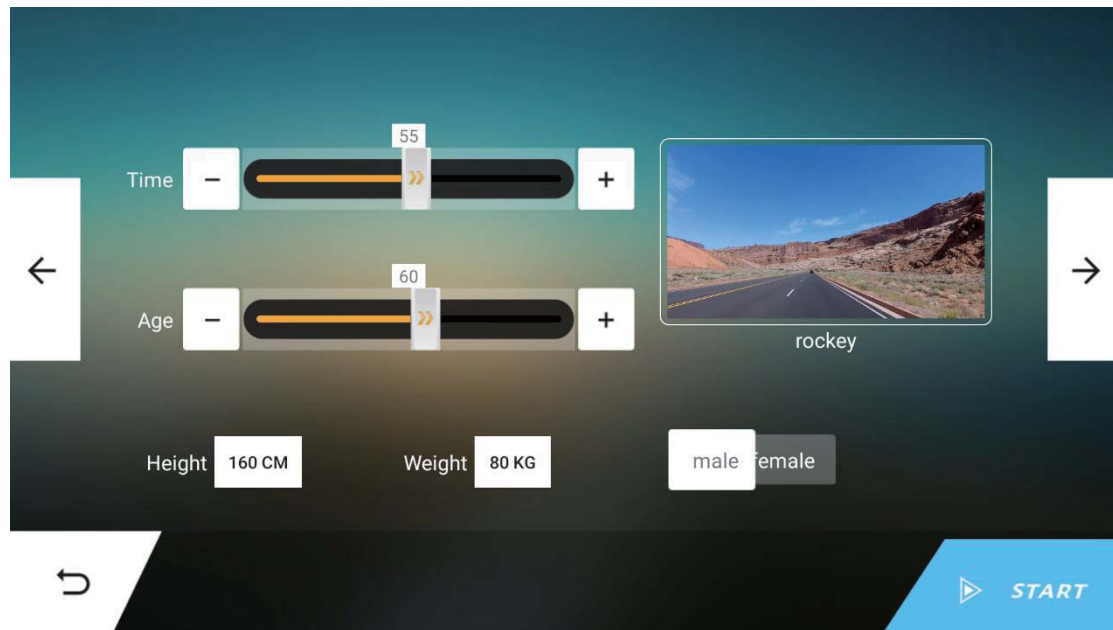 55
Time − +
60
Age − +
rockey
Height 160 CM Weight 80 KG male female
START